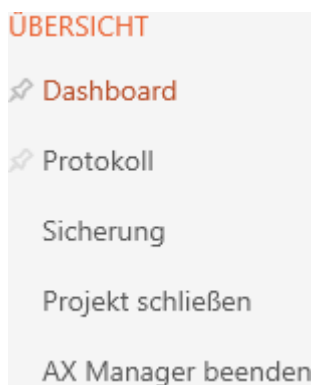 ÜBERSICHT
Dashboard
Protokoll
Sicherung
Projekt schließen
AX Manager beenden